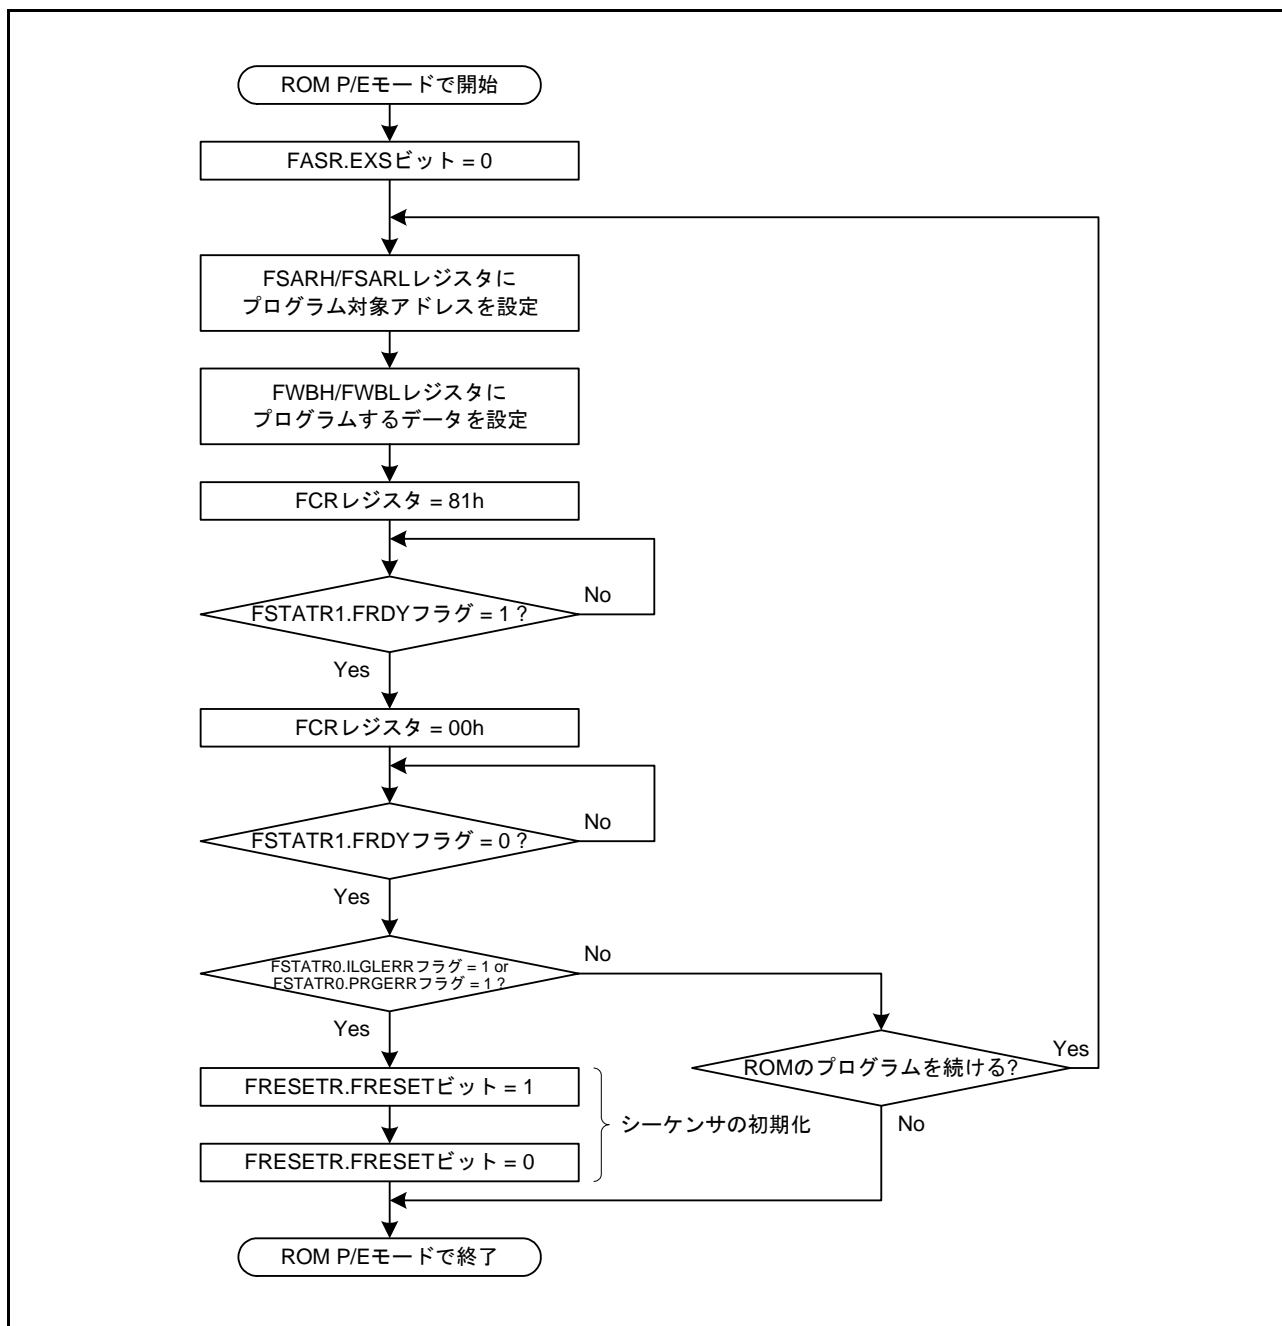 ROM P/Eモードで開始
FASR.EXSビット = 0
FSARH/FSARLレジスタに
プログラム対象アドレスを設定
FWBH/FWBLレジスタに
プログラムするデータを設定
FCRレジスタ = 81h
FSTATR1.FRDYフラグ = 1 ?
No
Yes
FCRレジスタ = 00h
FSTATR1.FRDYフラグ = 0 ?
No
Yes
FSTATR0.ILGLERRフラグ = 1 or
FSTATR0.PRGERRフラグ = 1 ?
No
Yes
ROMのプログラムを続ける?
Yes
No
FRESETR.FRESETビット = 1
シーケンサの初期化
FRESETR.FRESETビット = 0
ROM P/Eモードで終了